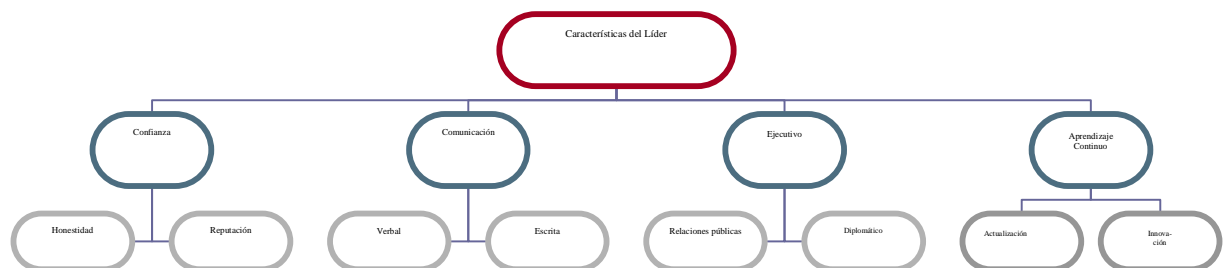 Características del Líder
Confianza
Comunicación
Ejecutivo
Aprendizaje
Continuo
Honestidad
Reputación
Verbal
Escrita
Relaciones públicas
Diplomático
Actualización
Innova-
ción